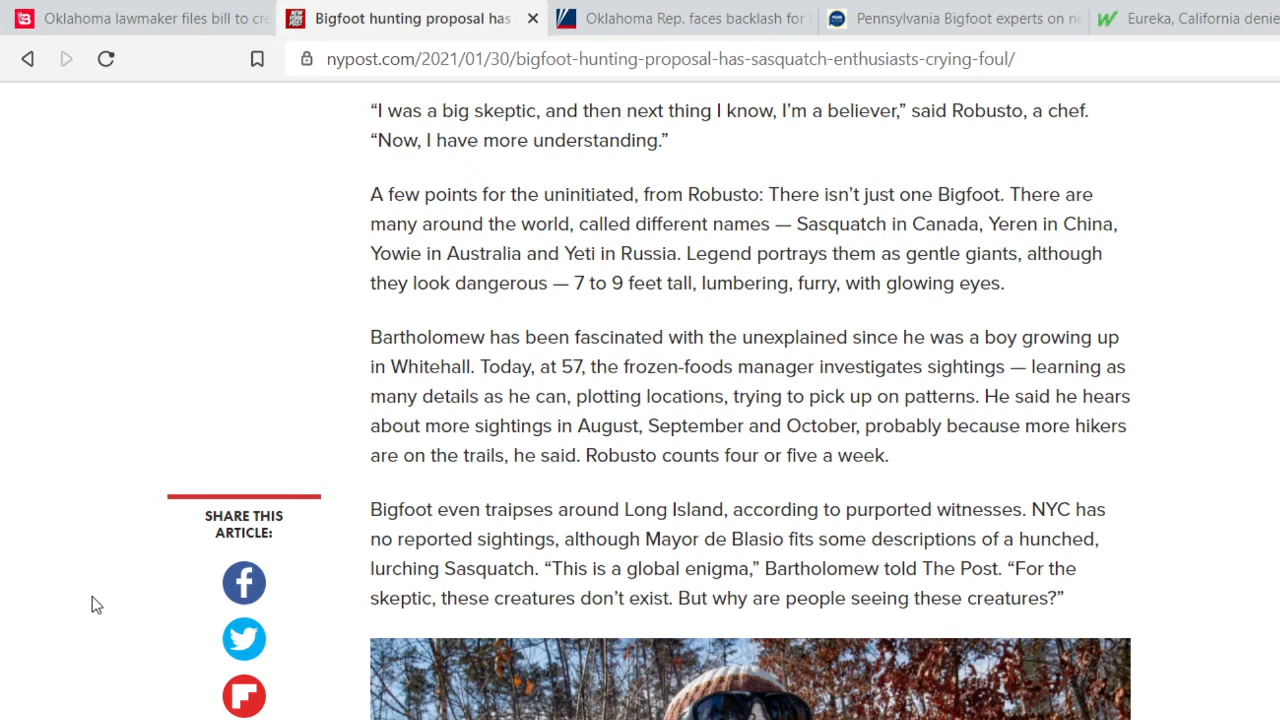 Oklahoma lawmaker files bill to cre
Bigfoot hunting proposal has
Oklahoma Rep. faces backlash for
Pennsylvania Bigfoot experts on ne
Eureka, California denie
nypost.com/2021/01/30/bigfoot-hunting-proposal-has-sasquatch-enthusiasts-crying-foul/
“I was a big skeptic, and then next thing I know, I’m a believer,” said Robusto, a chef.
“Now, I have more understanding.”
A few points for the uninitiated, from Robusto: There isn’t just one Bigfoot. There are
many around the world, called different names — Sasquatch in Canada, Yeren in China,
Yowie in Australia and Yeti in Russia. Legend portrays them as gentle giants, although
they look dangerous — 7 to 9 feet tall, lumbering, furry, with glowing eyes.
Bartholomew has been fascinated with the unexplained since he was a boy growing up
in Whitehall. Today, at 57, the frozen-foods manager investigates sightings — learning as
many details as he can, plotting locations, trying to pick up on patterns. He said he hears
about more sightings in August, September and October, probably because more hikers
are on the trails, he said. Robusto counts four or five a week.
SHARE THIS
ARTICLE:
Bigfoot even traipses around Long Island, according to purported witnesses. NYC has
no reported sightings, although Mayor de Blasio fits some descriptions of a hunched,
lurching Sasquatch. “This is a global enigma,” Bartholomew told The Post. “For the
skeptic, these creatures don’t exist. But why are people seeing these creatures?”